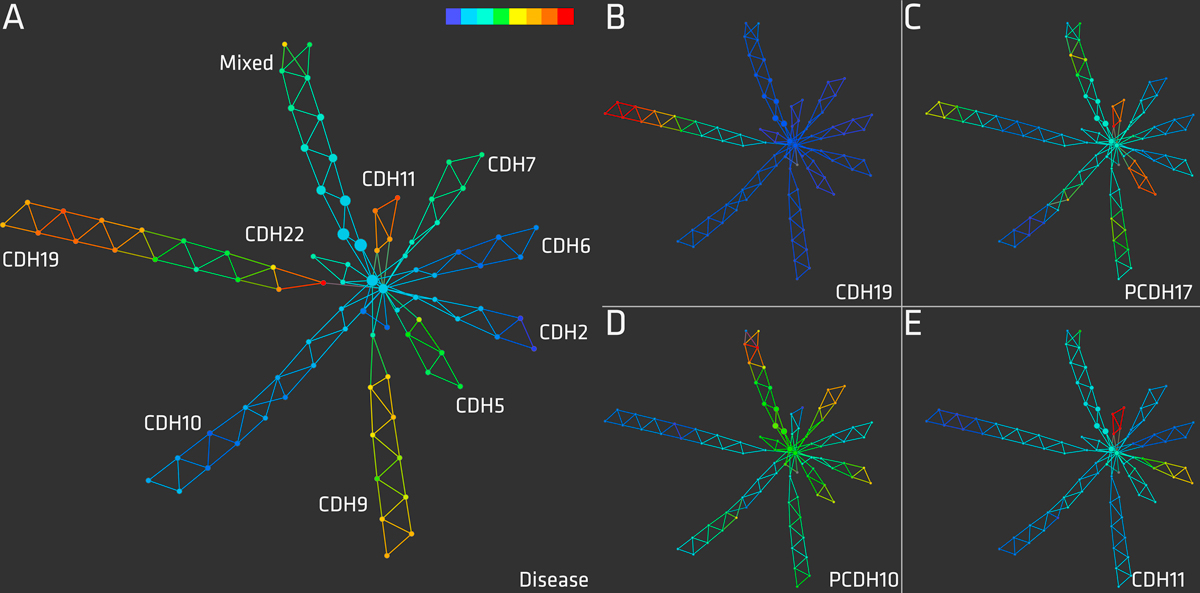 A
Mixed
CDH7
CDH11
CDH22
CDH6
CDH19
CDH2
CDH5
CDH10
CDH9
Disease
B
CDH19
C
PCDH17
D
PCDH10
E
CDH11